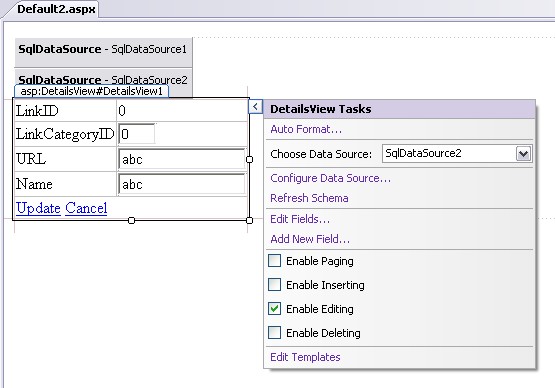 Default2.aspx
SqlDataSource - SqlDataSource1
SqlDataSource - SqlDataSource2
asp:DetailsView#DetailsView1
LinkID 0
LinkCategoryID 0
URL abc
Name abc
Update Cancel
<
DetailsView Tasks
Auto Format...
Choose Data Source: SqlDataSource2
Configure Data Source...
Refresh Schema
Edit Fields...
Add New Field...
Enable Paging
Enable Inserting
Enable Editing
Enable Deleting
Edit Templates